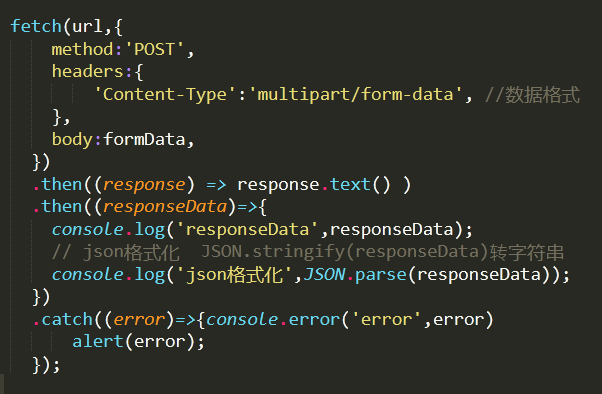 fetch(url,{
method:'POST',
headers:{
'Content-Type':'multipart/form-data', //数据格式
},
body:formData,
})
.then((response) => response.text() )
.then((responseData)=>{
console.log('responseData',responseData);
// json格式化  JSON.stringify(responseData)转字符串
console.log('json格式化',JSON.parse(responseData));
})
.catch((error)=>{console.error('error',error)
alert(error);
});